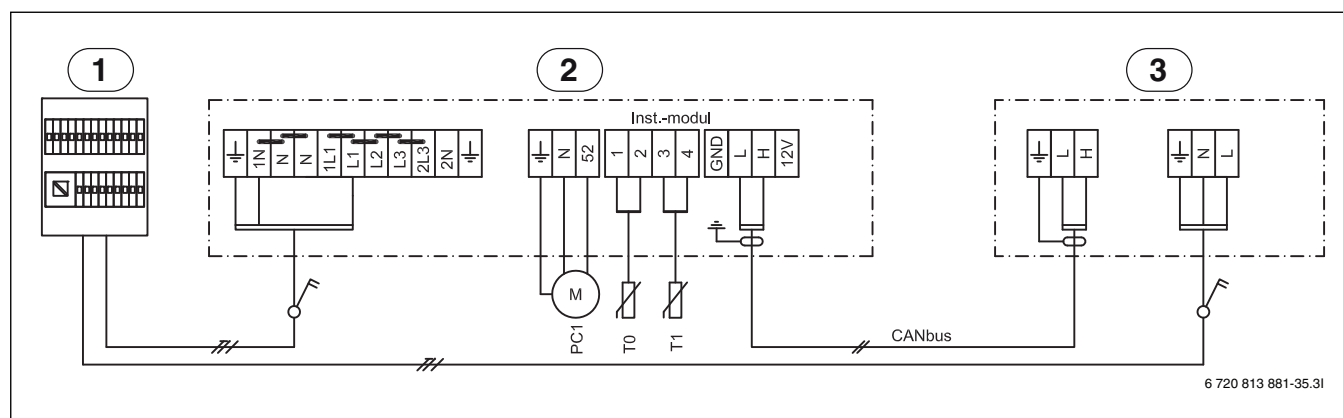 1
2
3
Inst.-modul
1N
N
N
1L1
L1
L2
L3
2L3
2N
N
52
1
2
3
4
GND
L
H
12V
L
H
N
L
M
PC1
T0
T1
CANbus
6 720 813 881-35.3I